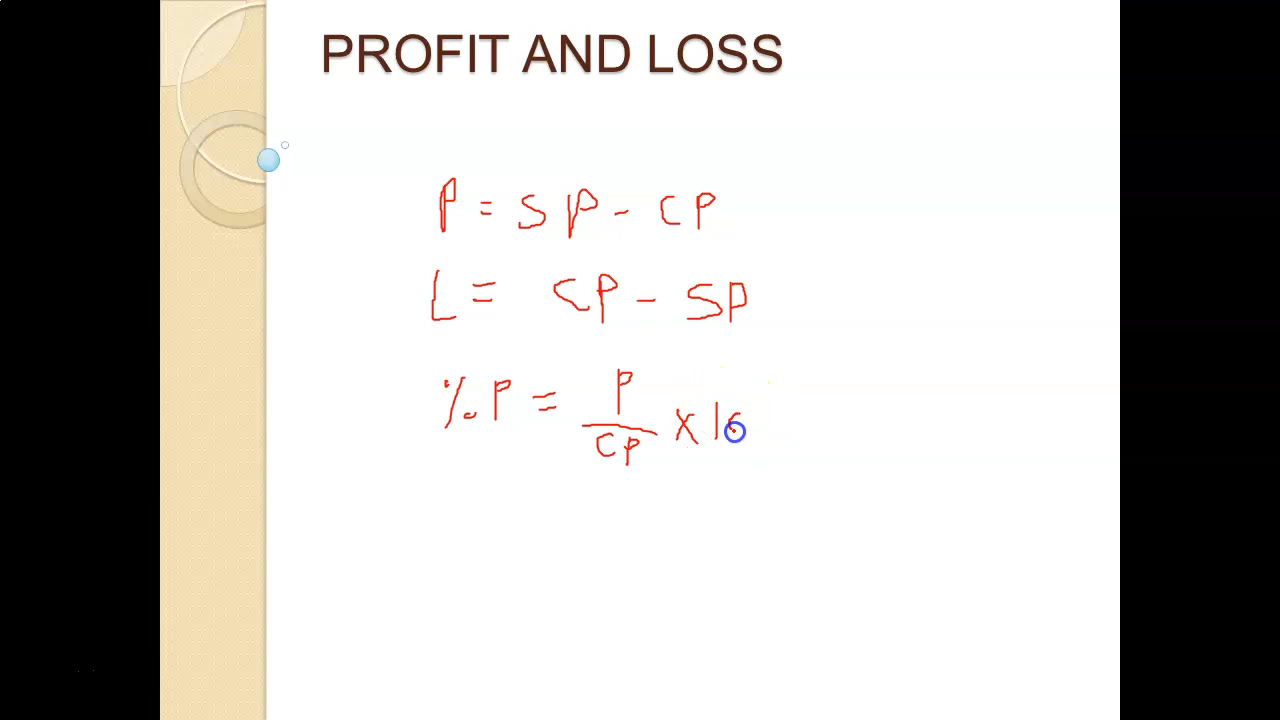 PROFIT AND LOSS
P = SP - CP
L = CP - SP
% P = P/CP x 10